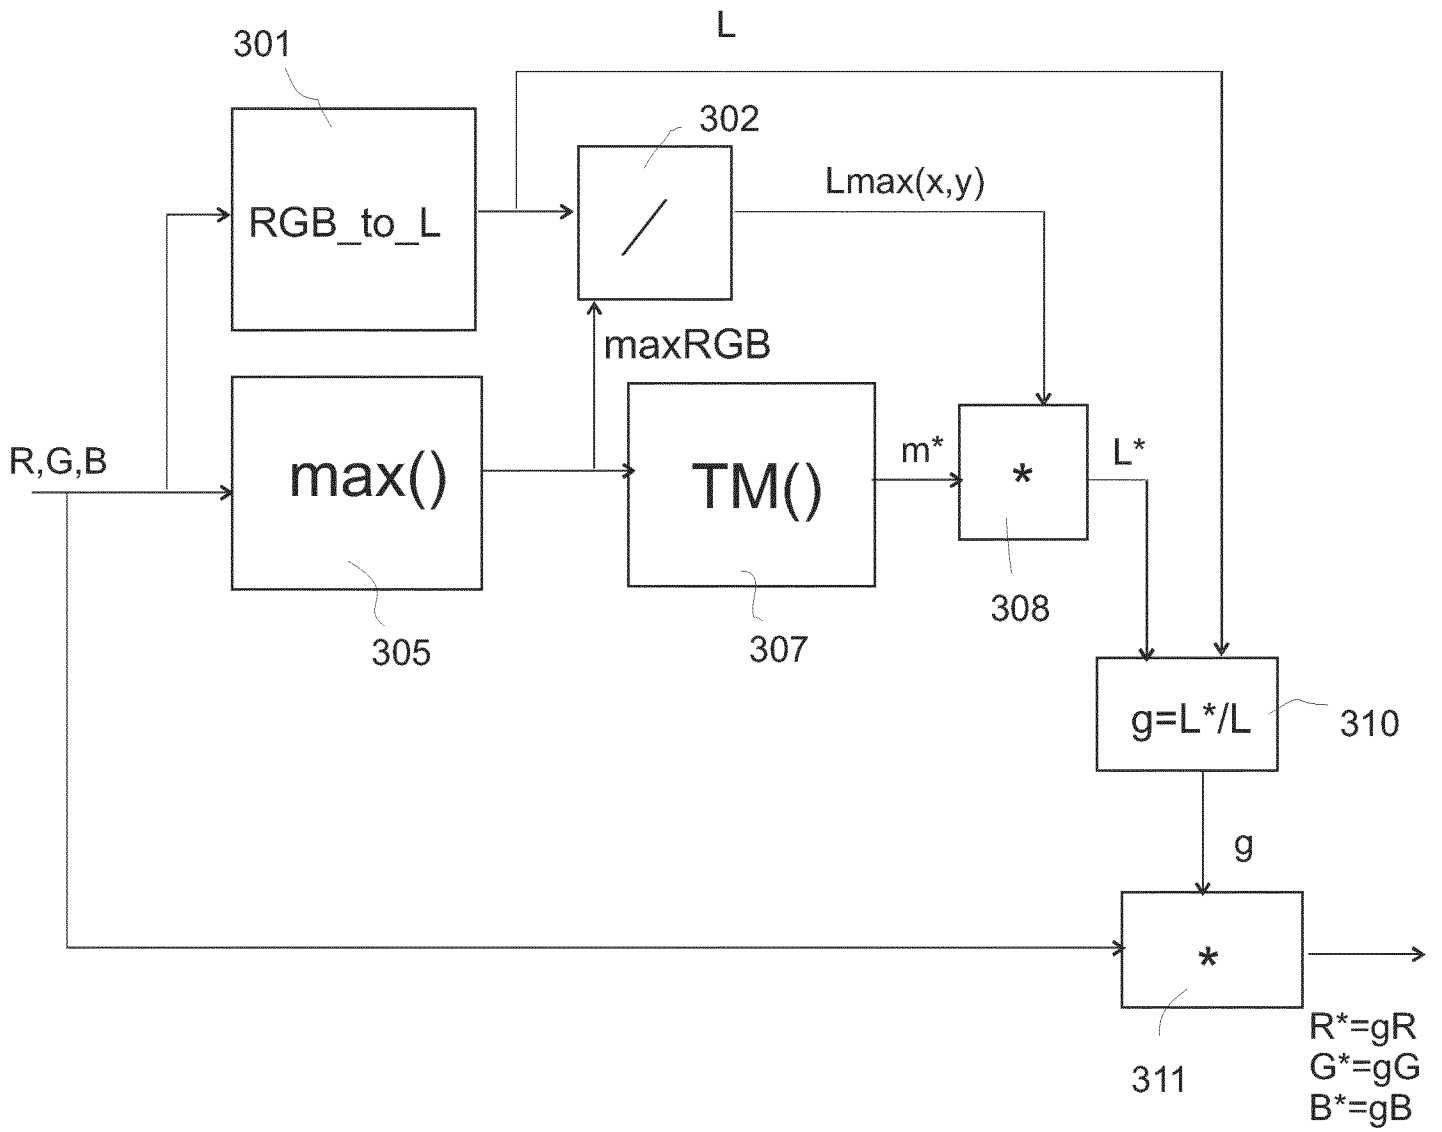 L
301
302
Lmax(x,y)
RGB_to_L
/
maxRGB
R,G,B
max()
TM()
m*
*
L*
305
307
308
g=L*/L
310
g
*
311
R*=gR
G*=gG
B*=gB